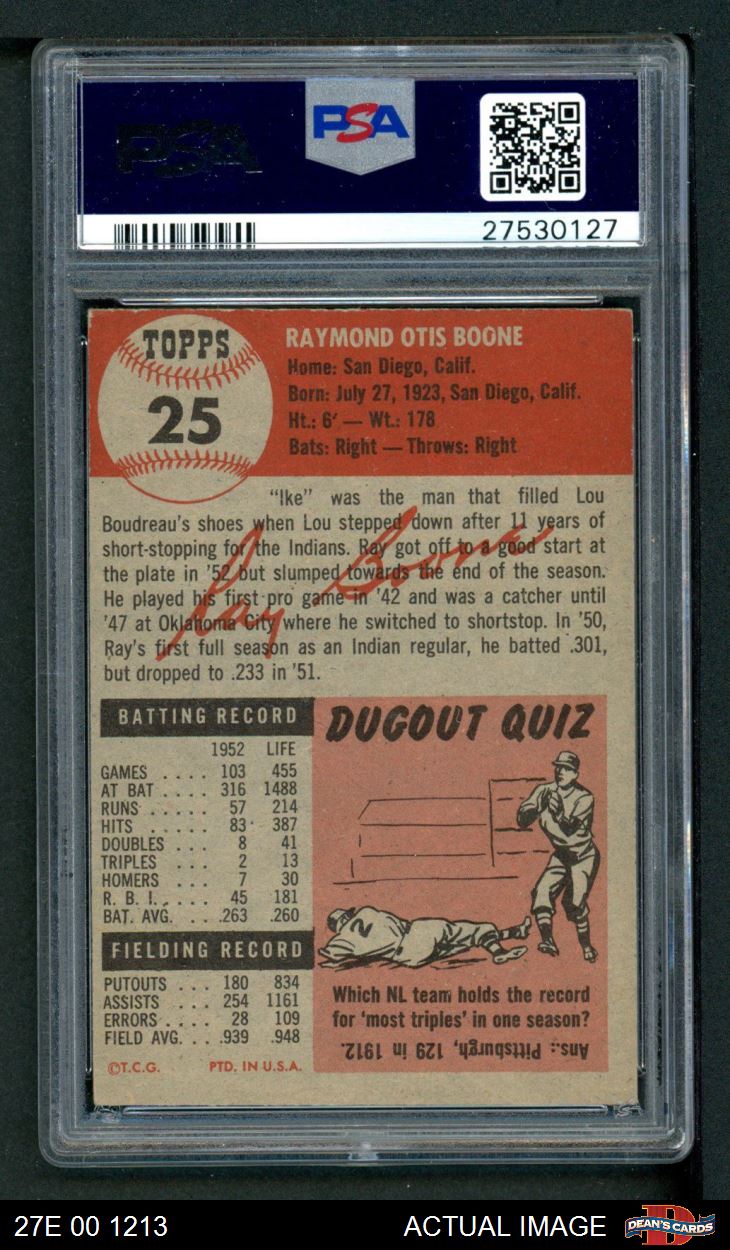 PSA
PSA
27530127
TOPPS
25
RAYMOND OTIS BOONE
Home: San Diego, Calif.
Born: July 27, 1923, San Diego, Calif.
Ht.: 6' — Wt.: 178
Bats: Right — Throws: Right
"Ike" was the man that filled Lou
Boudreau's shoes when Lou stepped down after 11 years of
short-stopping for the Indians. Ray got off to a good start at
the plate in '52 but slumped towards the end of the season.
He played his first pro game in '42 and was a catcher until
'47 at Oklahoma City where he switched to shortstop. In '50,
Ray's first full season as an Indian regular, he batted .301,
but dropped to .233 in '51.
Ray Boone
BATTING RECORD
1952 LIFE
GAMES .... 103 455
AT BAT .... 316 1488
RUNS ..... 57 214
HITS ..... 83 387
DOUBLES ... 8 41
TRIPLES ... 2 13
HOMERS ... 7 30
R. B. I. .... 45 181
BAT. AVG. ... .263 .260
FIELDING RECORD
PUTOUTS ... 180 834
ASSISTS ... 254 1161
ERRORS .... 28 109
FIELD AVG. ... .939 .948
©T.C.G. PTD. IN U.S.A.
DUGOUT QUIZ
2
Which NL team holds the record
for 'most triples' in one season?
Ans.: Pittsburgh, 129 in 1912.
27E 00 1213
ACTUAL IMAGE
D
DEAN'S CARDS